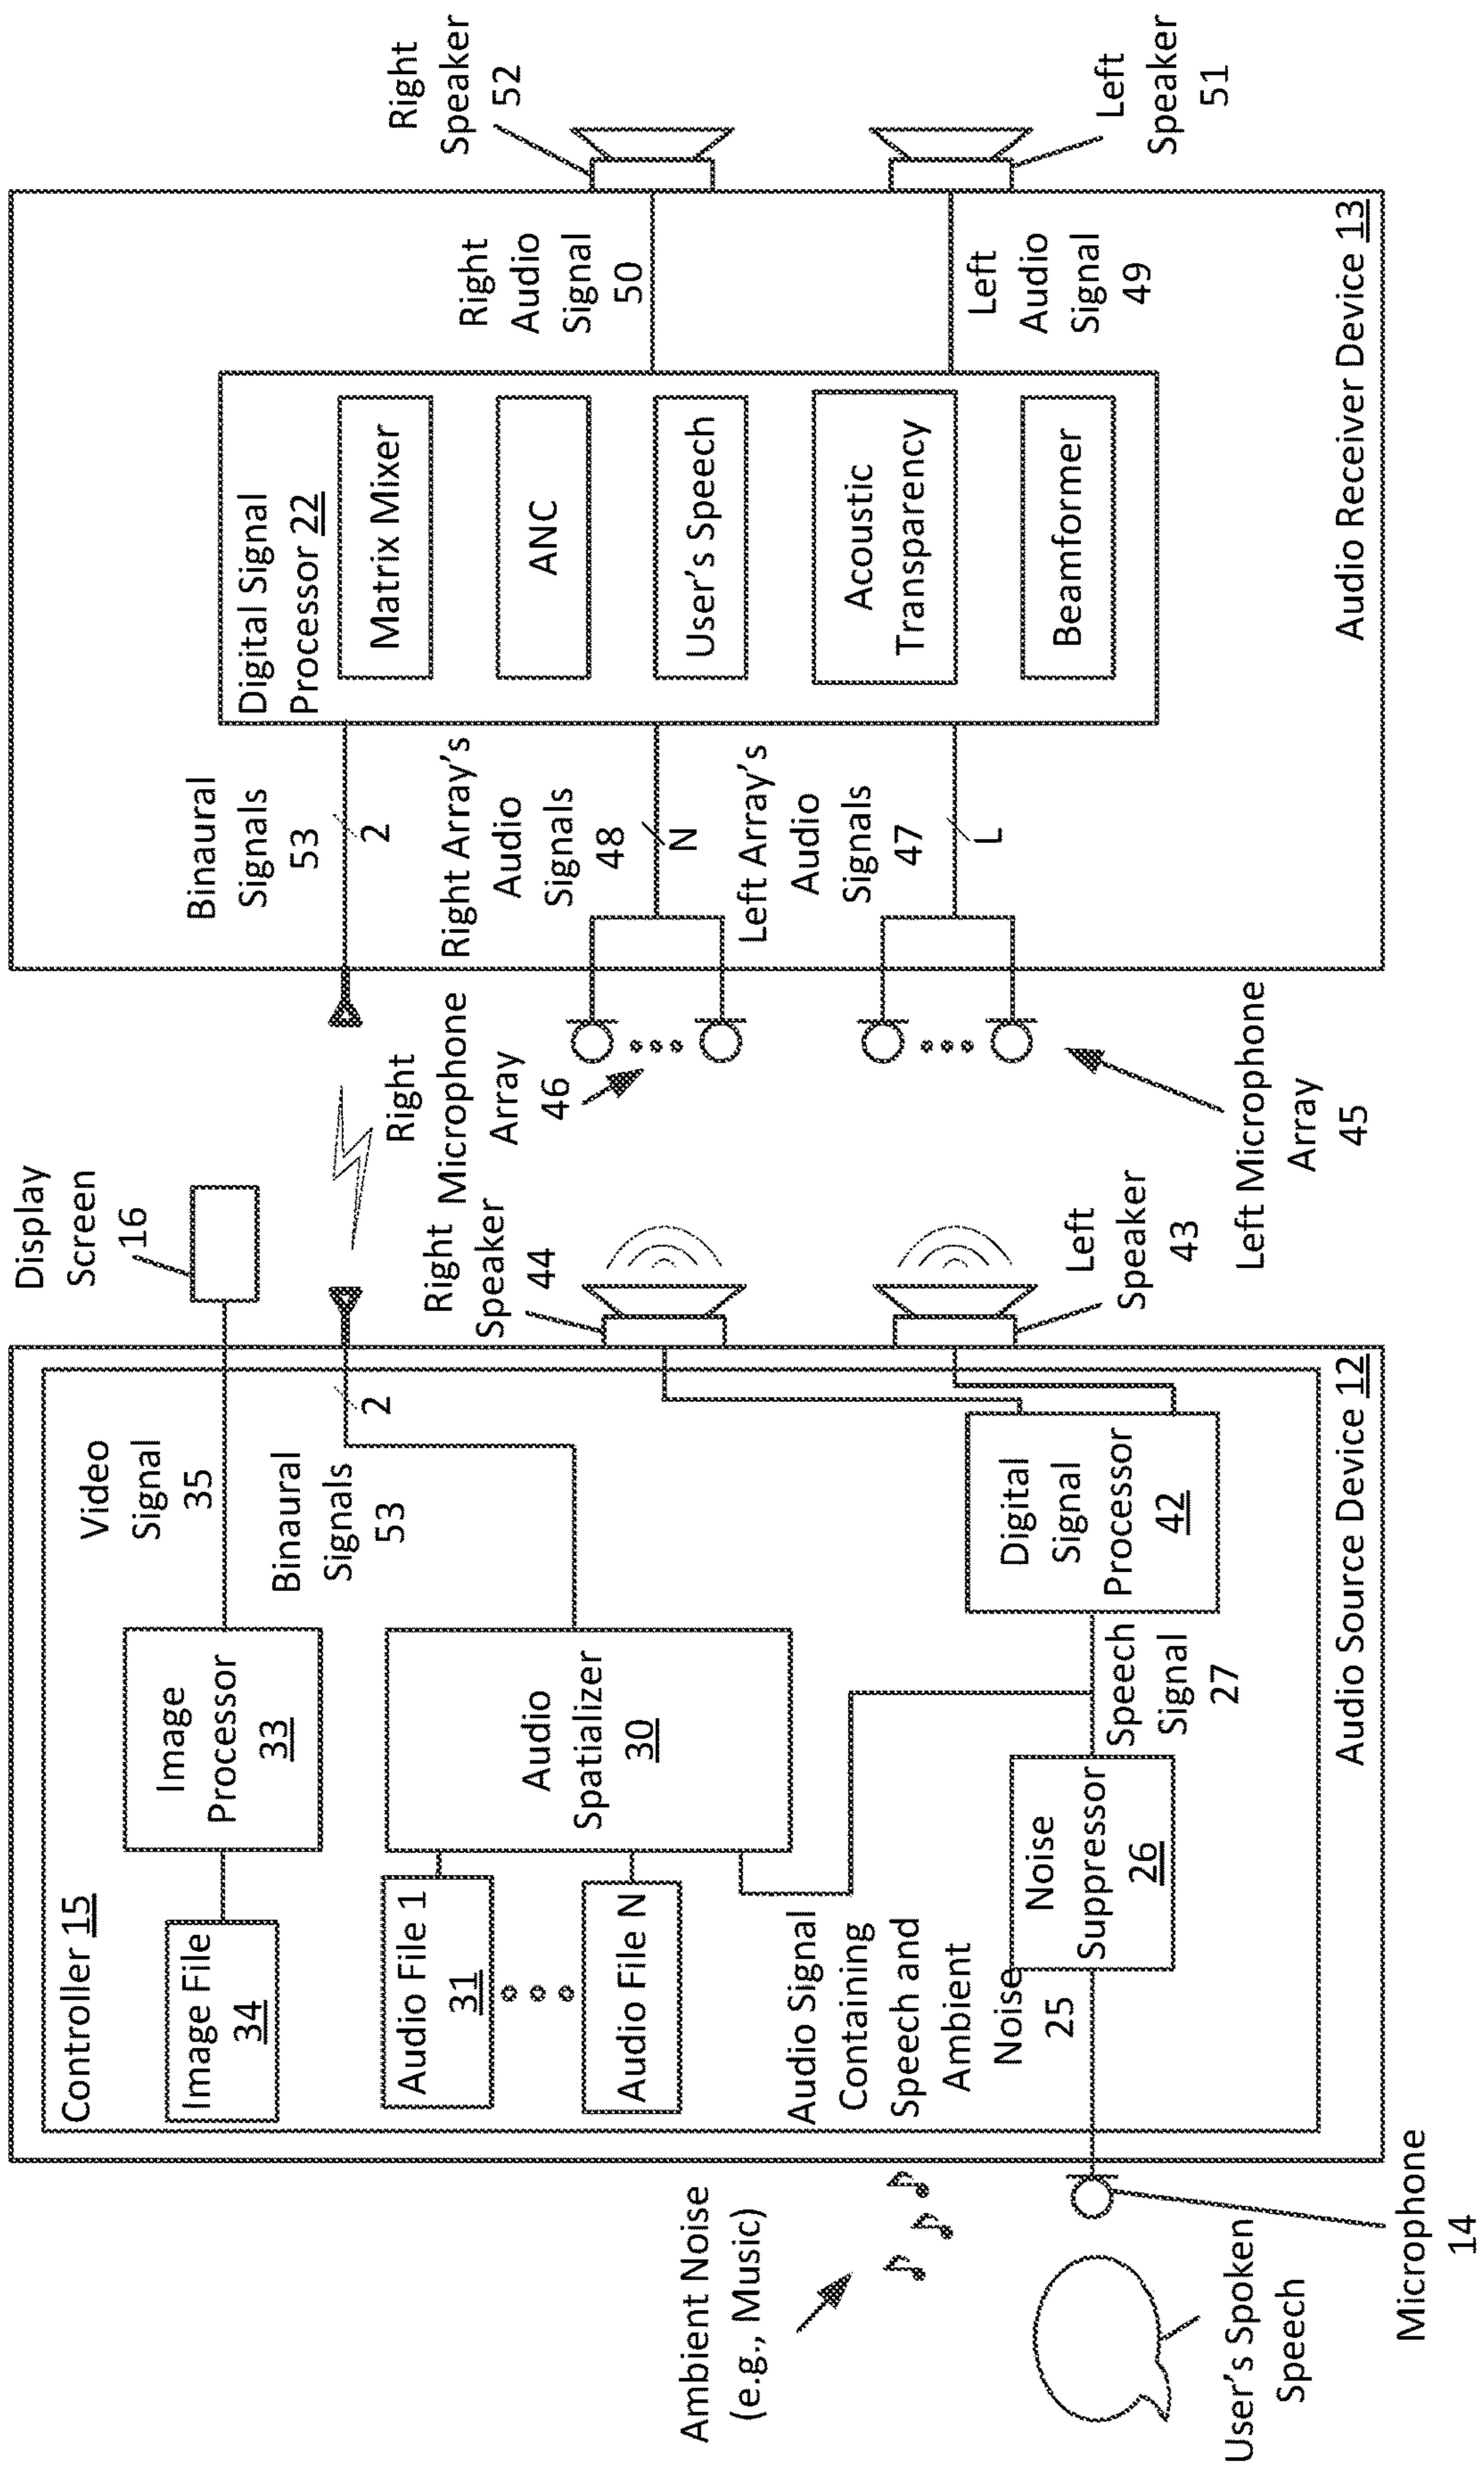 Ambient Noise
(e.g., Music)
User's Spoken
Speech
Microphone
14
Controller 15
Image File
34
Image
Processor
33
Video
Signal
35
Display
Screen
16
Audio File 1
31
Audio File N
Audio
Spatializer
30
Binaural
Signals
53
2
Audio Signal
Containing
Speech and
Ambient
Noise
25
Noise
Suppressor
26
Speech
Signal
27
Digital
Signal
Processor
42
Audio Source Device 12
Right
Speaker
44
Left
Speaker
43
Right
Microphone
Array
46
Left Microphone
Array
45
Binaural
Signals
53
2
Right Array's
Audio
Signals
48
N
Left Array's
Audio
Signals
47
L
Digital Signal
Processor 22
Matrix Mixer
ANC
User's Speech
Acoustic
Transparency
Beamformer
Right
Audio
Signal
50
Left
Audio
Signal
49
Audio Receiver Device 13
Right
Speaker
52
Left
Speaker
51